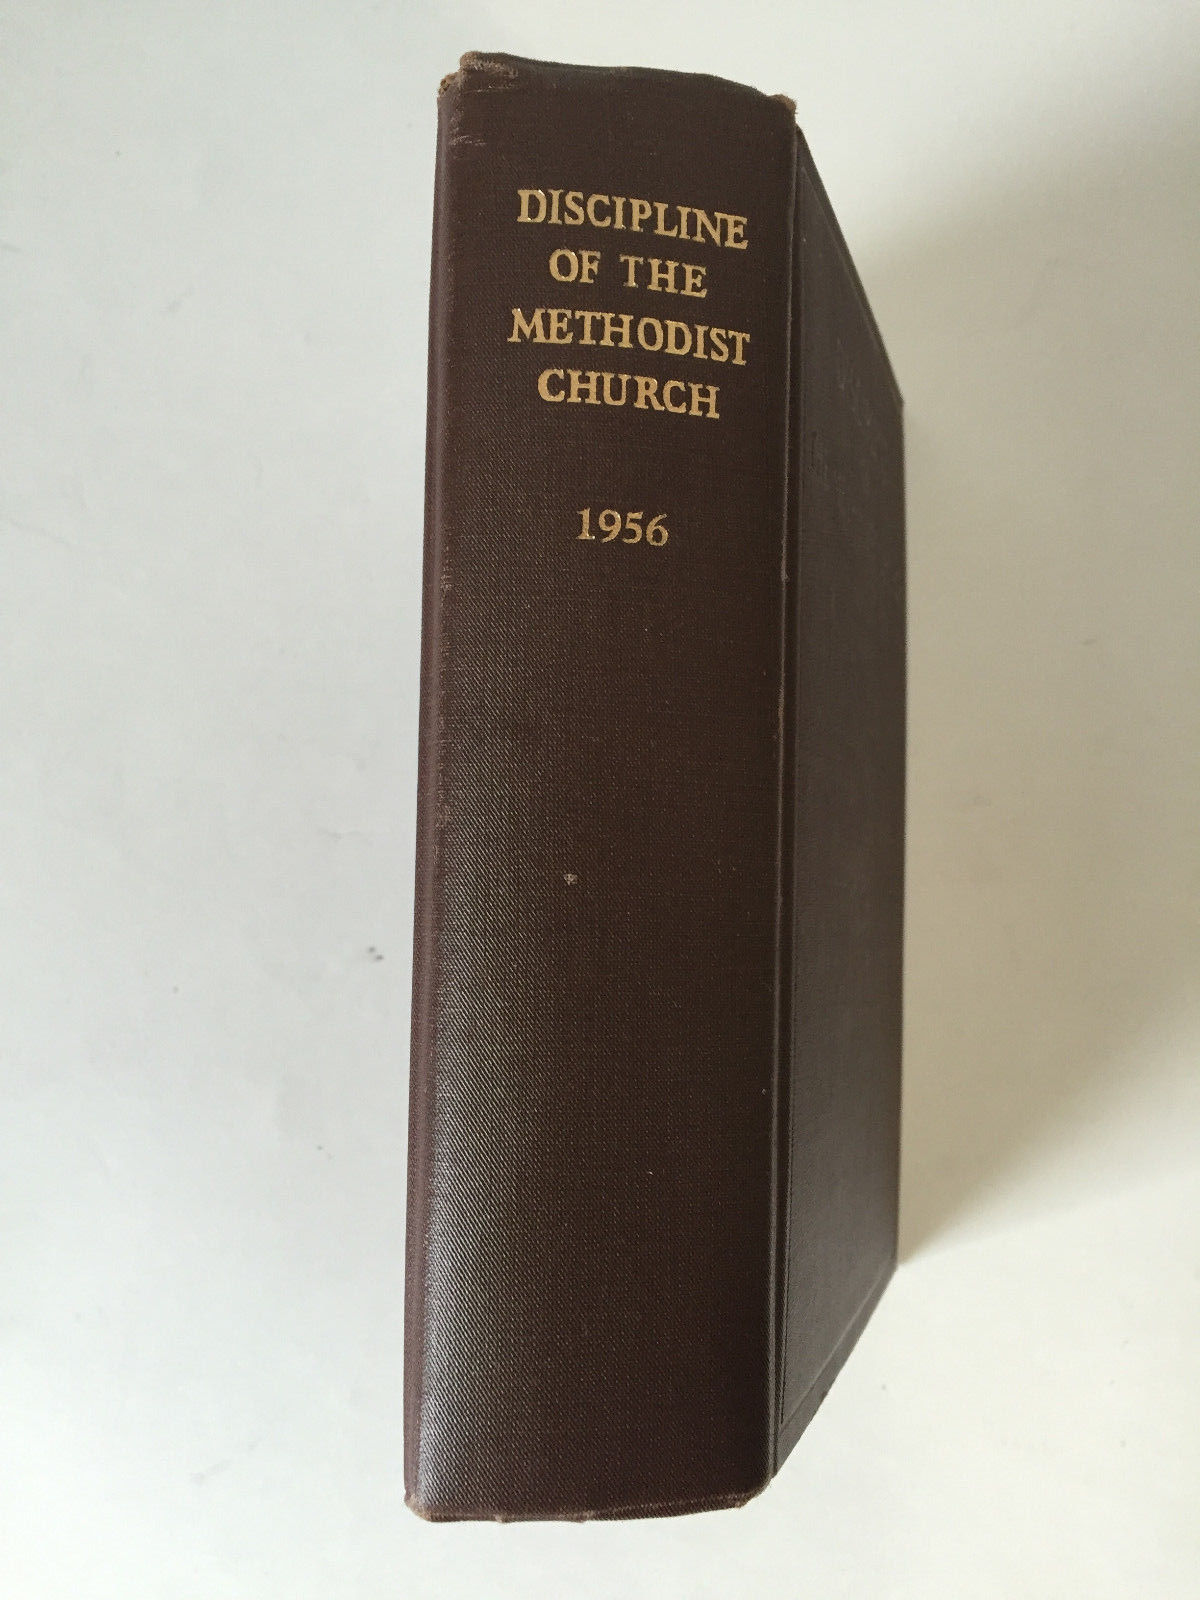 DISCIPLINE
OF THE
METHODIST
CHURCH
1956